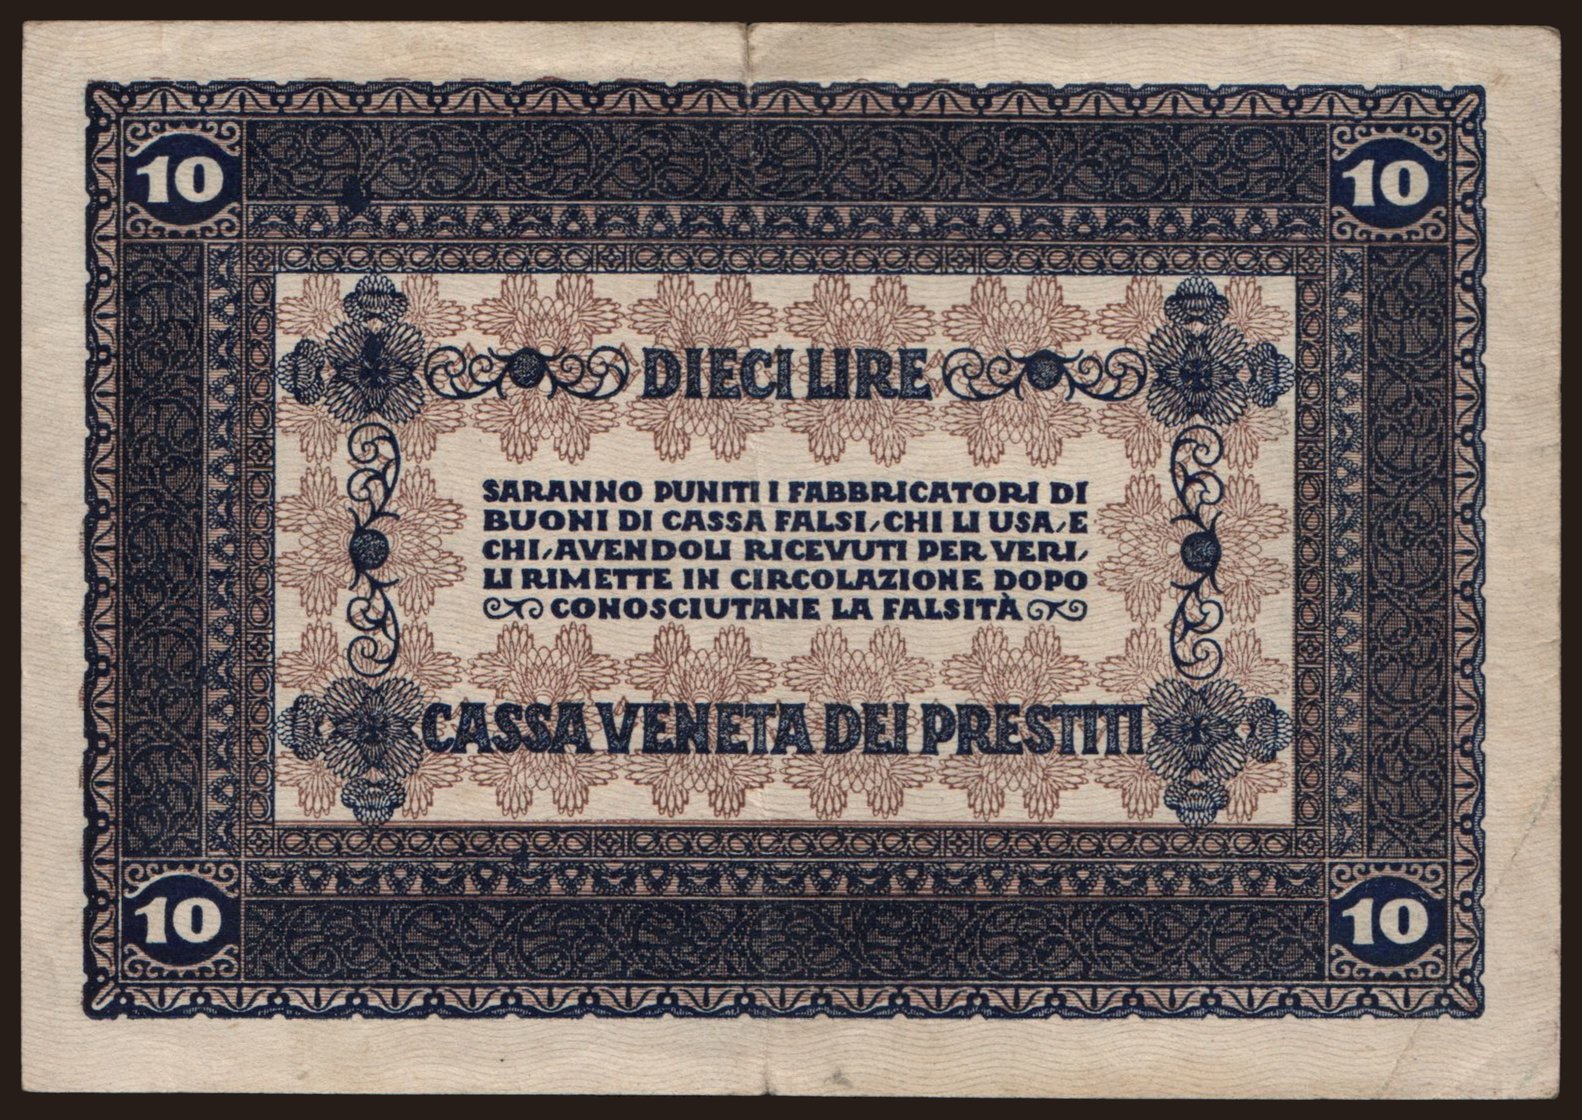 10 10
DIECI LIRE
SARANNO PUNITI I FABBRICATORI DI
BUONI DI CASSA FALSI, CHI LI USA, E
CHI, AVENDOLI RICEVUTI PER VERI,
LI RIMETTE IN CIRCOLAZIONE DOPO
CONOSCIUTANE LA FALSITÀ
CASSA VENETA DEI PRESTITI
10 10